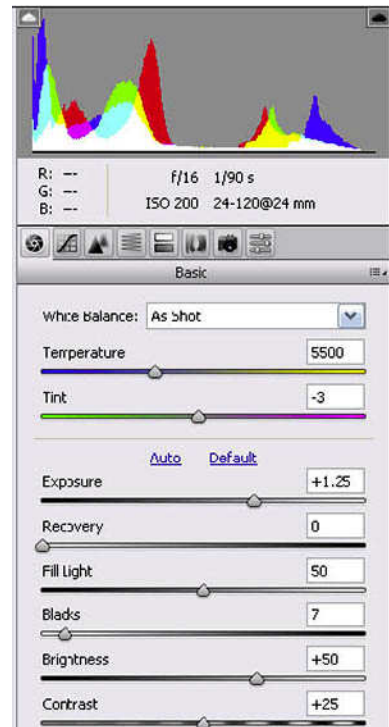 R: ---   f/16   1/90 s
G: ---
B: ---   ISO 200   24-120@24 mm
Basic
White Balance: As Shot
Temperature 5500
Tint -3
Auto Default
Exposure +1.25
Recovery 0
Fill Light 50
Blacks 7
Brightness +50
Contrast +25